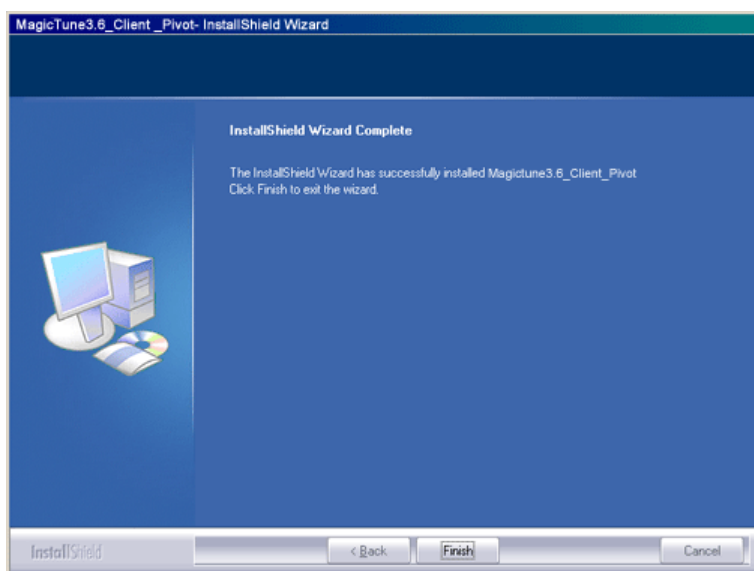 MagicTune3.6_Client _Pivot- InstallShield Wizard
InstallShield Wizard Complete
The InstallShield Wizard has successfully installed Magictune3.6_Client_Pivot
Click Finish to exit the wizard.
InstallShield
< Back
Finish
Cancel